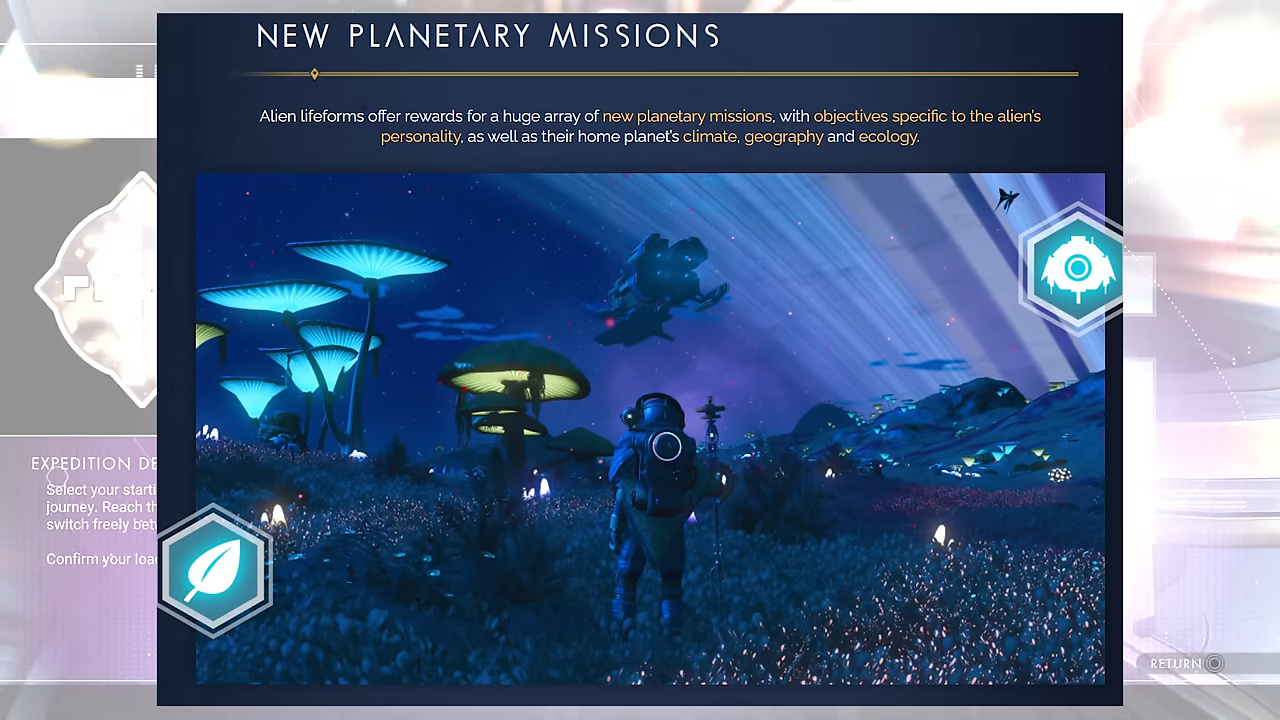 NEW PLANETARY MISSIONS
Alien lifeforms offer rewards for a huge array of new planetary missions, with objectives specific to the alien's
personality, as well as their home planet's climate, geography and ecology.
EXPEDITION DE
Select your starti
journey. Reach th
switch freely betw
Confirm your loa
RETURN